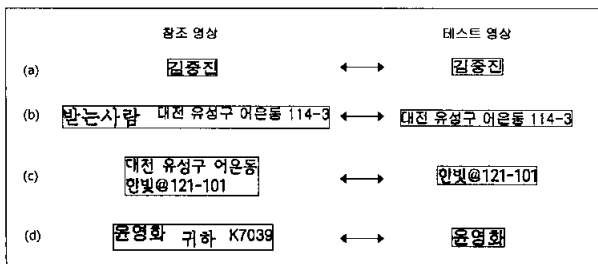 참조 영상 테스트 영상
(a) 김중진 김중진
(b) 받는사람 대전 유성구 어은동 114-3 대전 유성구 어은동 114-3
(c) 대전 유성구 어은동
한빛@121-101 한빛@121-101
(d) 윤영화 귀하 K7039 윤영화